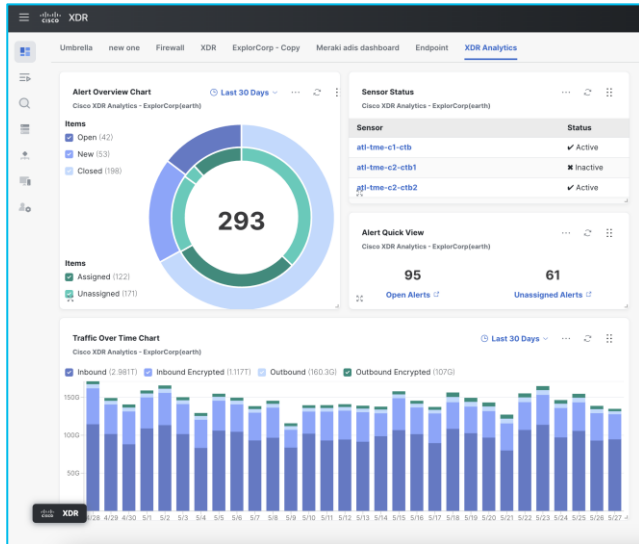 cisco XDR
Umbrella new one Firewall XDR ExplorCorp - Copy Meraki adis dashboard Endpoint XDR Analytics
Alert Overview Chart Last 30 Days
Cisco XDR Analytics - ExplorCorp(earth)
Items
Open (42)
New (53)
Closed (198)
293
Items
Assigned (122)
Unassigned (171)
Sensor Status
Cisco XDR Analytics - ExplorCorp(earth)
Sensor Status
atl-tme-c1-ctb Active
atl-tme-c2-ctb1 Inactive
atl-tme-c2-ctb2 Active
Alert Quick View
Cisco XDR Analytics - ExplorCorp(earth)
95 61
Open Alerts Unassigned Alerts
Traffic Over Time Chart Last 30 Days
Cisco XDR Analytics - ExplorCorp(earth)
Inbound (2.981T) Inbound Encrypted (1.117T) Outbound (160.3G) Outbound Encrypted (107G)
150G
100G
50G
4/28 4/29 4/30 5/1 5/2 5/3 5/4 5/5 5/6 5/7 5/8 5/9 5/10 5/11 5/12 5/13 5/14 5/15 5/16 5/17 5/18 5/19 5/20 5/21 5/22 5/23 5/24 5/25 5/26 5/27
cisco XDR